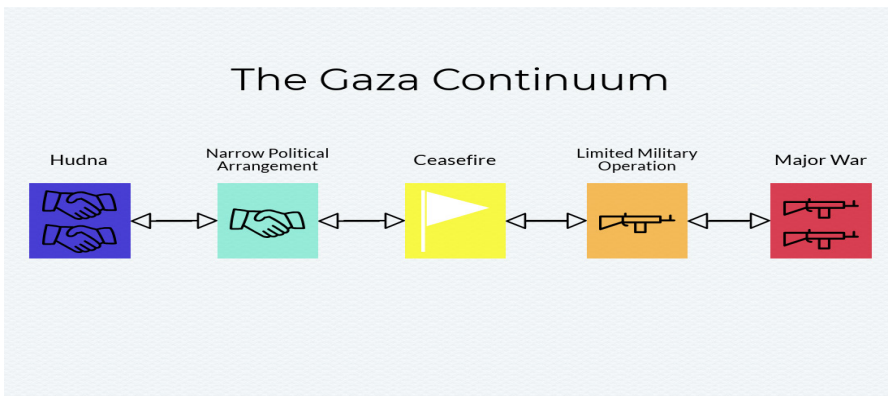 The Gaza Continuum
Hudna
Narrow Political
Arrangement
Ceasefire
Limited Military
Operation
Major War